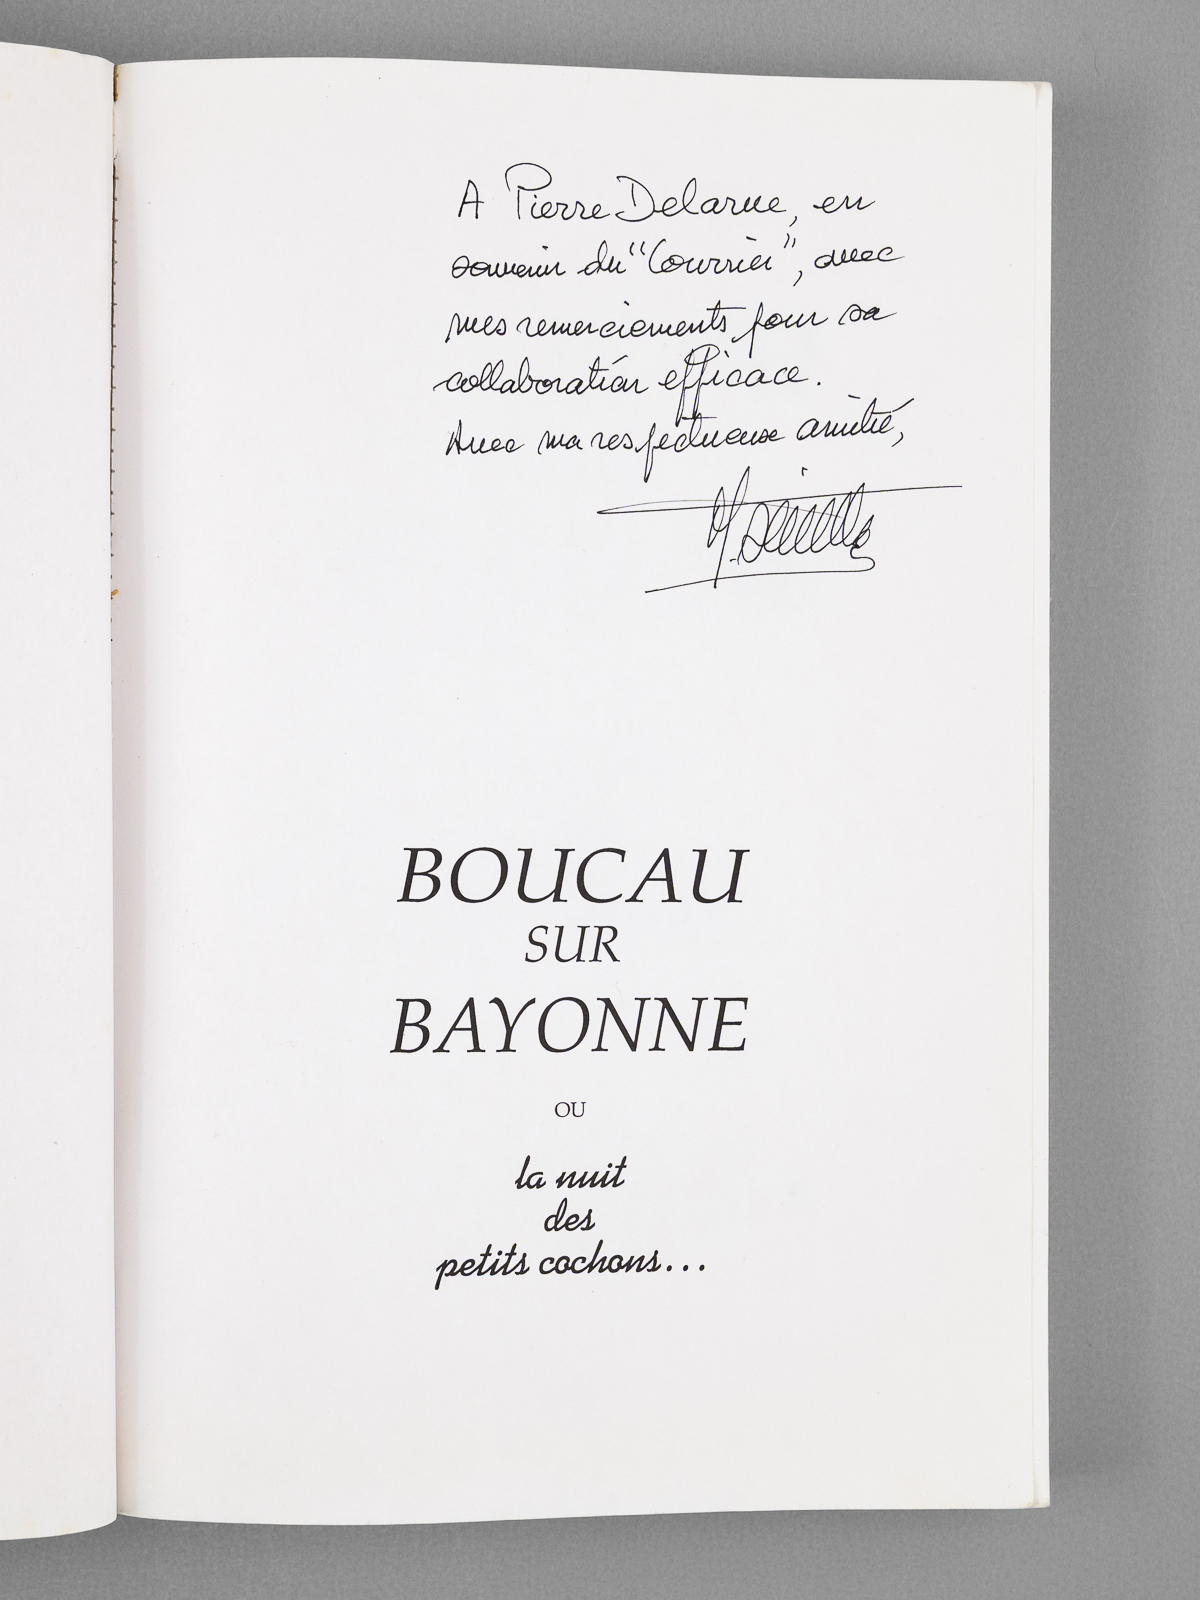 A Pierre Delarue, en
souvenir du "Courrier", avec
mes remerciements pour sa
collaboration efficace.
Avec ma respectueuse amitié,
BOUCAU
SUR
BAYONNE
OU
la nuit
des
petits cochons...